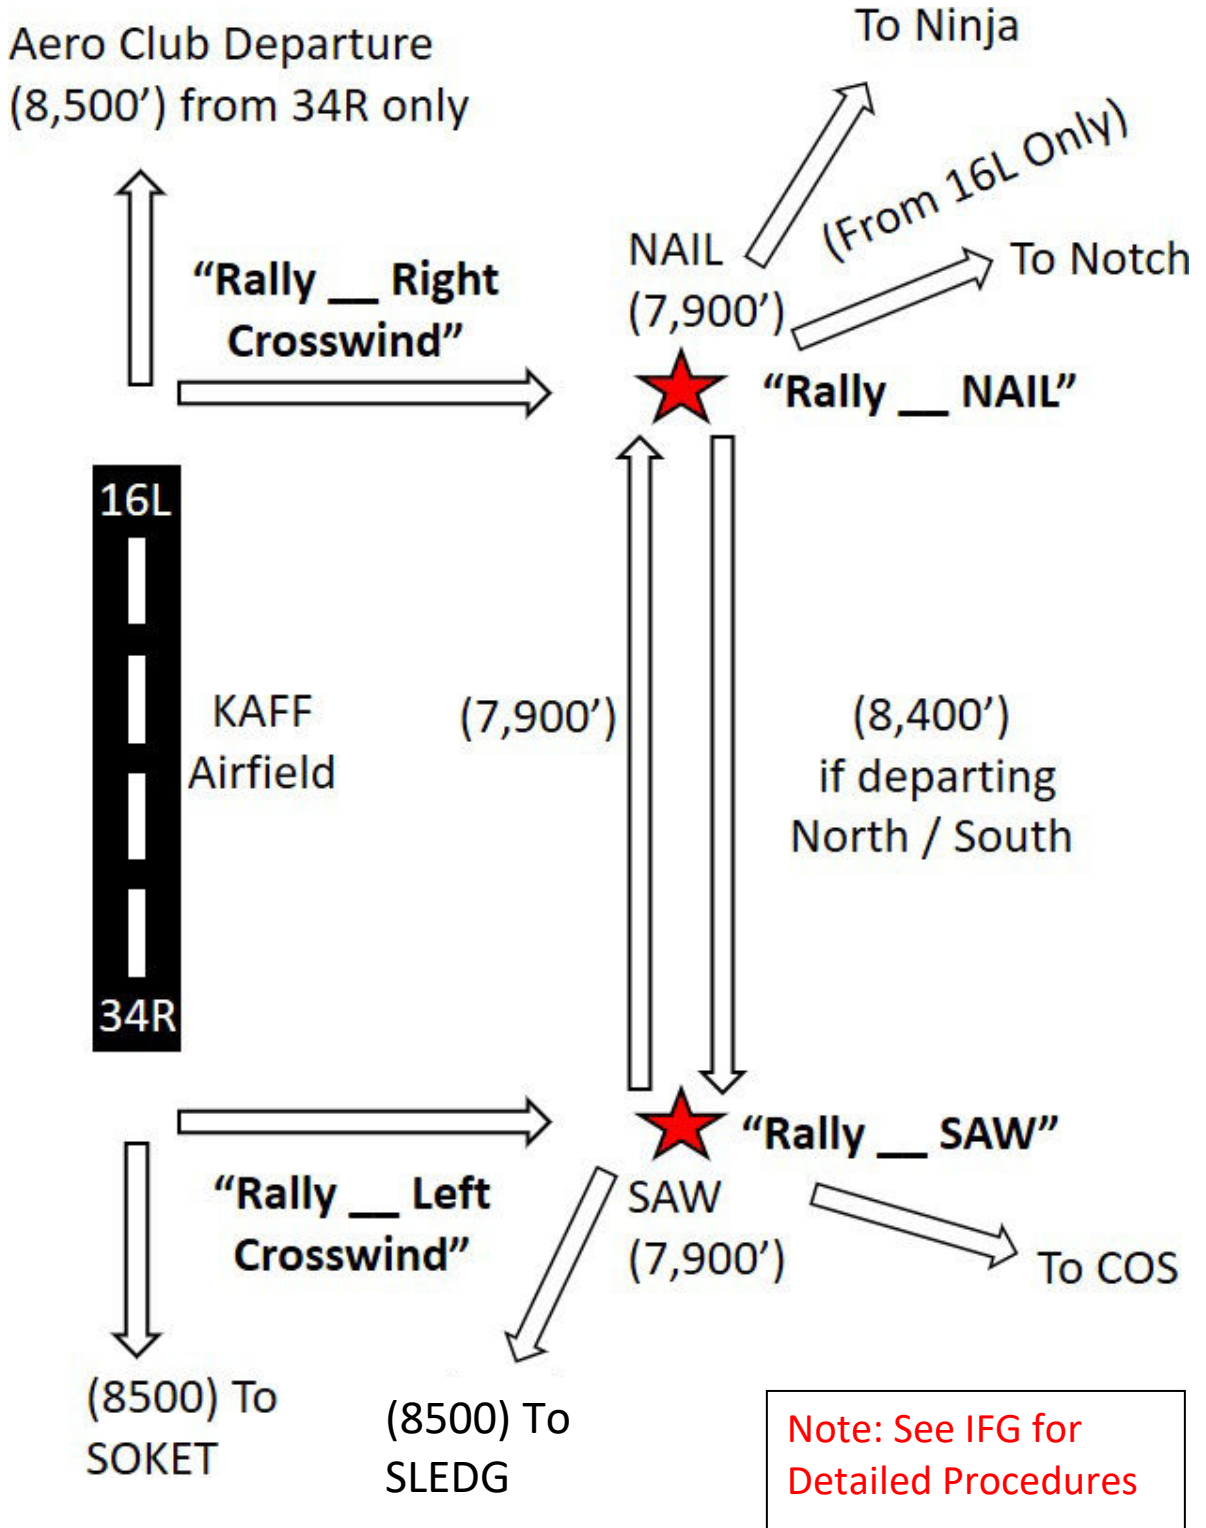 Aero Club Departure
(8,500’) from 34R only
To Ninja
(From 16L Only)
NAIL
(7,900’)
To Notch
“Rally __ Right
Crosswind”
“Rally __ NAIL”
16L
KAFF
Airfield
(7,900’)
(8,400’)
if departing
North / South
34R
“Rally __ SAW”
“Rally __ Left
Crosswind”
SAW
(7,900’)
To COS
(8500) To
SOKET
(8500) To
SLEDG
Note: See IFG for
Detailed Procedures